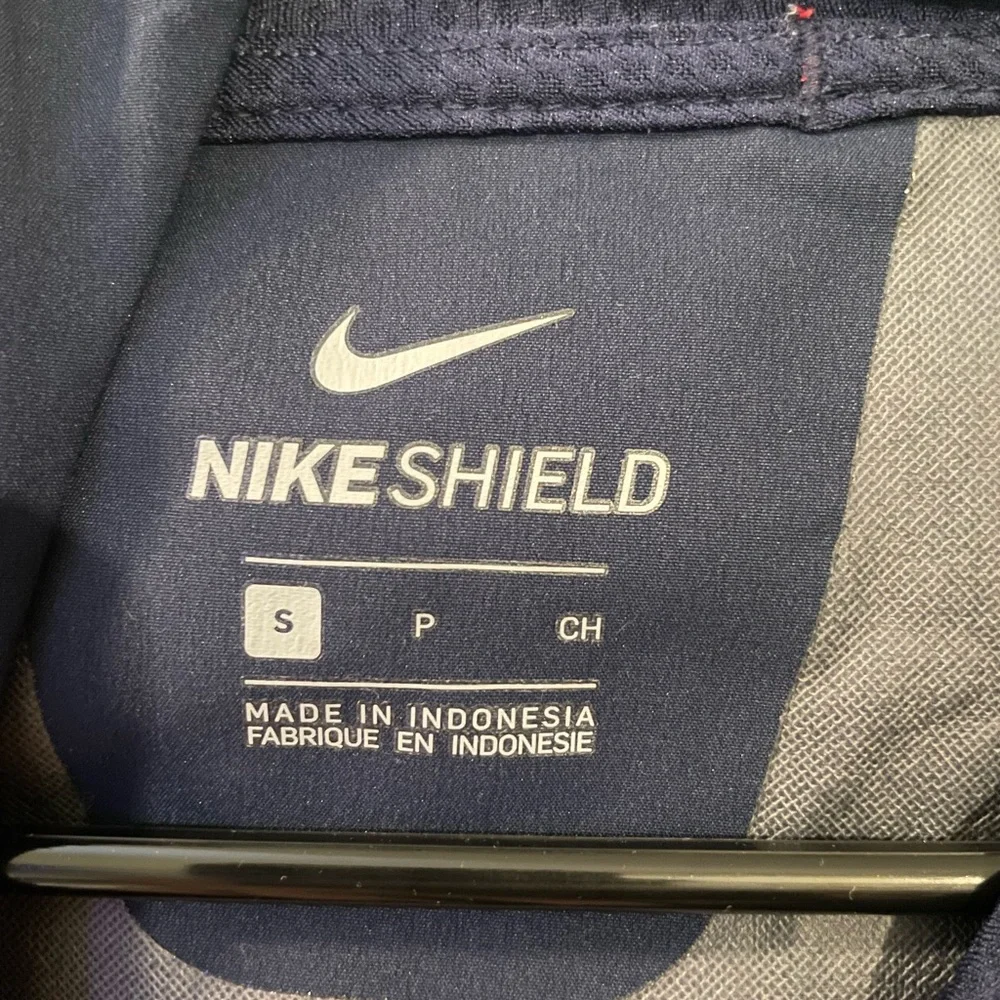 NIKESHIELD
S P CH
MADE IN INDONESIA
FABRIQUE EN INDONESIE